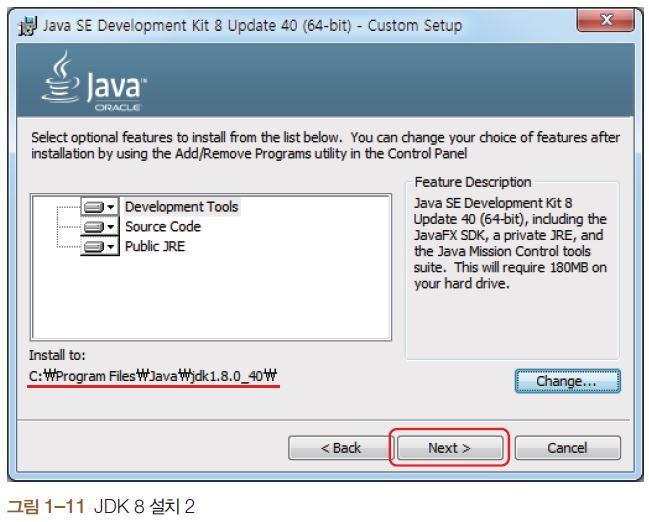 Java SE Development Kit 8 Update 40 (64-bit) - Custom Setup
Java™
ORACLE
Select optional features to install from the list below. You can change your choice of features after
installation by using the Add/Remove Programs utility in the Control Panel
Development Tools
Source Code
Public JRE
Feature Description
Java SE Development Kit 8
Update 40 (64-bit), including the
JavaFX SDK, a private JRE, and
the Java Mission Control tools
suite. This will require 180MB on
your hard drive.
Install to:
C:₩Program Files₩Java₩jdk1.8.0_40₩
Change...
< Back
Next >
Cancel
그림 1-11 JDK 8 설치 2